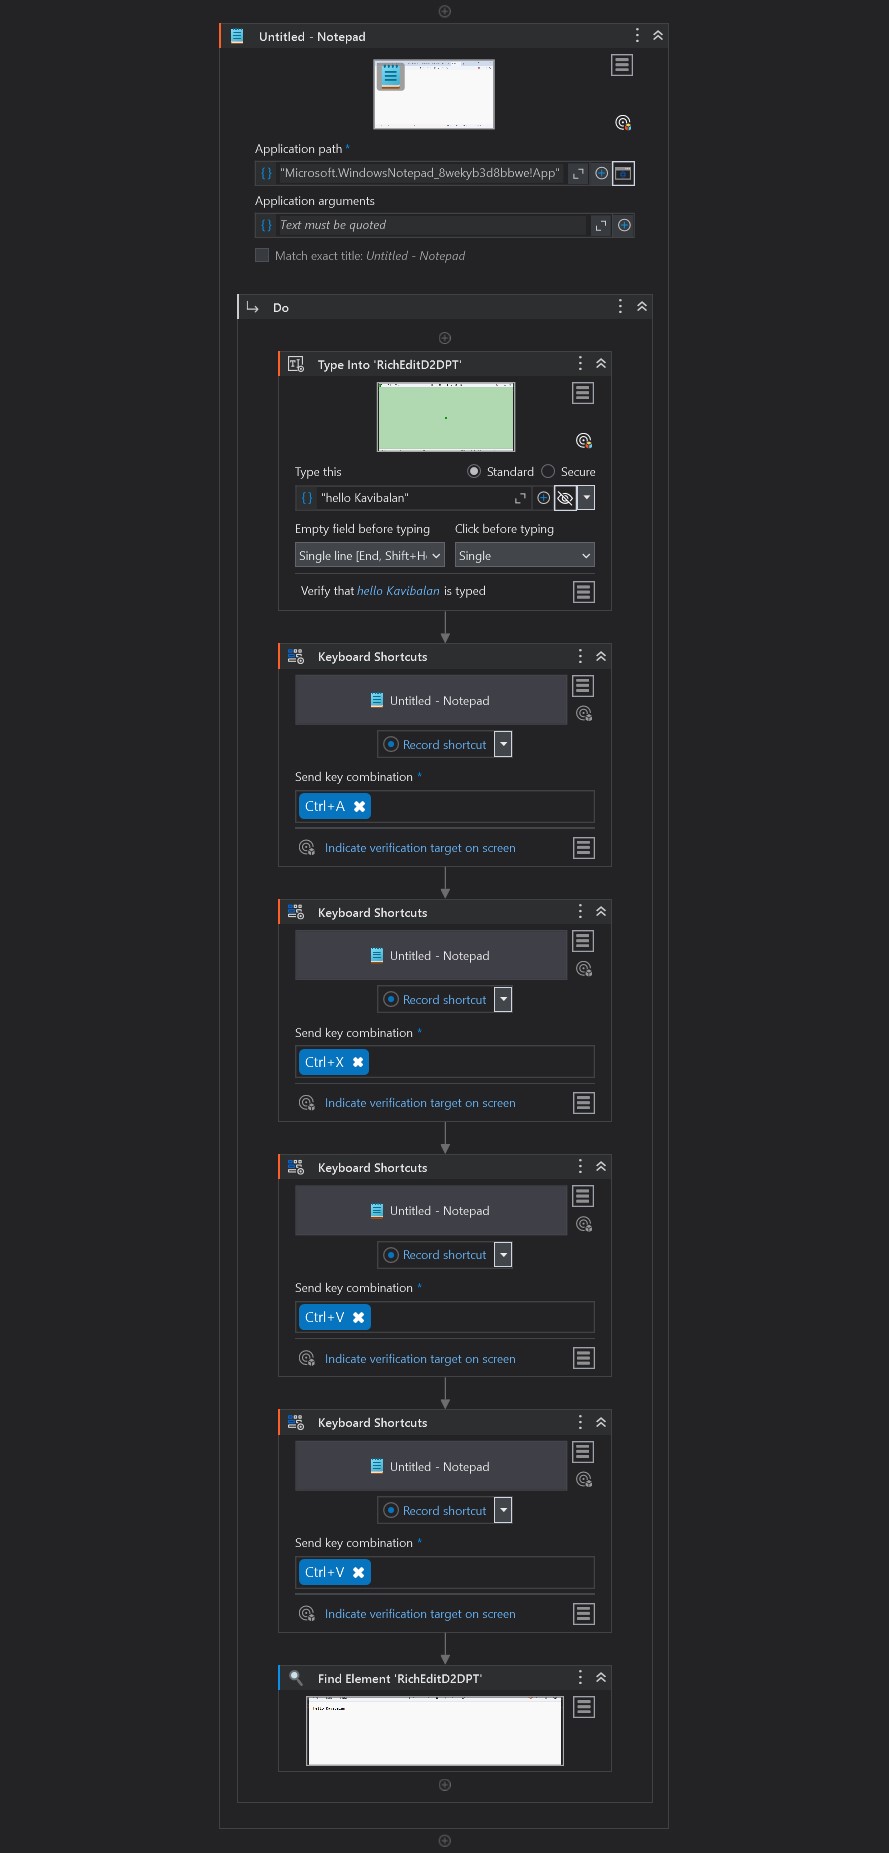 Untitled - Notepad
Application path *
"Microsoft.WindowsNotepad_8wekyb3d8bbwe!App"
Application arguments
Text must be quoted
Match exact title: Untitled - Notepad
Do
Type Into 'RichEditD2DPT'
Type this Standard Secure
"hello Kavibalan"
Empty field before typing Click before typing
Single line [End, Shift+H Single
Verify that hello Kavibalan is typed
Keyboard Shortcuts
Untitled - Notepad
Record shortcut
Send key combination *
Ctrl+A
Indicate verification target on screen
Keyboard Shortcuts
Untitled - Notepad
Record shortcut
Send key combination *
Ctrl+X
Indicate verification target on screen
Keyboard Shortcuts
Untitled - Notepad
Record shortcut
Send key combination *
Ctrl+V
Indicate verification target on screen
Keyboard Shortcuts
Untitled - Notepad
Record shortcut
Send key combination *
Ctrl+V
Indicate verification target on screen
Find Element 'RichEditD2DPT'